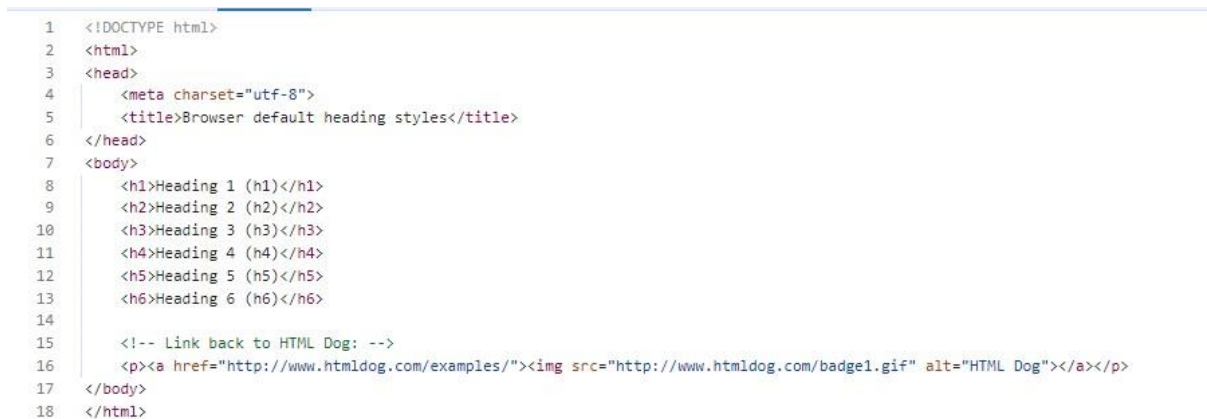 1 <!DOCTYPE html>
2 <html>
3 <head>
4 <meta charset="utf-8">
5 <title>Browser default heading styles</title>
6 </head>
7 <body>
8 <h1>Heading 1 (h1)</h1>
9 <h2>Heading 2 (h2)</h2>
10 <h3>Heading 3 (h3)</h3>
11 <h4>Heading 4 (h4)</h4>
12 <h5>Heading 5 (h5)</h5>
13 <h6>Heading 6 (h6)</h6>
14
15 <!-- Link back to HTML Dog: -->
16 <p><a href="http://www.htmldog.com/examples/"><img src="http://www.htmldog.com/badge1.gif" alt="HTML Dog"></a></p>
17 </body>
18 </html>